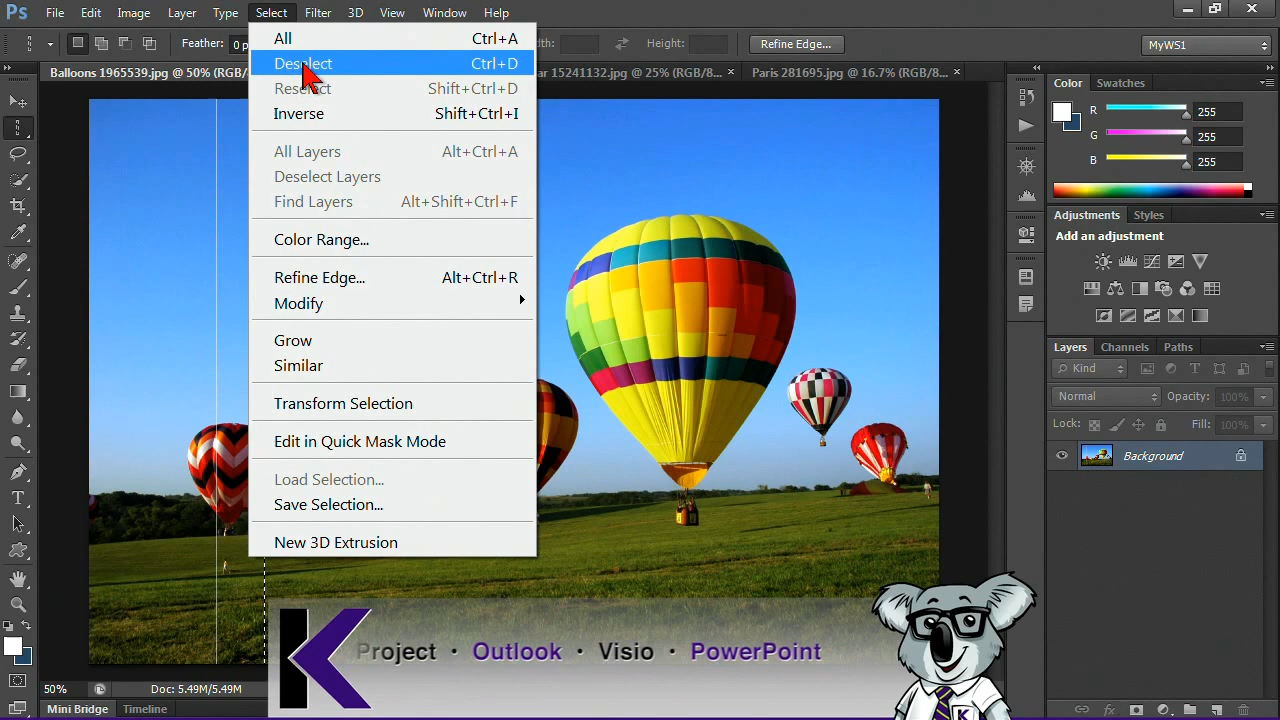 Ps File Edit Image Layer Type Select Filter 3D View Window Help
Feather: 0 p Height: Refine Edge... MyWS1
Balloons 1965539.jpg @ 50% (RGB/ ar 15241132.jpg @ 25% (RGB/8... × Paris 281695.jpg @ 16.7% (RGB/8... ×
All Ctrl+A
Deselect Ctrl+D
Reselect Shift+Ctrl+D
Inverse Shift+Ctrl+I
All Layers Alt+Ctrl+A
Deselect Layers
Find Layers Alt+Shift+Ctrl+F
Color Range...
Refine Edge... Alt+Ctrl+R
Modify
Grow
Similar
Transform Selection
Edit in Quick Mask Mode
Load Selection...
Save Selection...
New 3D Extrusion
Color Swatches
R 255
G 255
B 255
Adjustments Styles
Add an adjustment
Layers Channels Paths
Kind
Normal Opacity: 100%
Lock: Fill: 100%
Background
Project · Outlook · Visio · PowerPoint
K
50% Doc: 5.49M/5.49M
Mini Bridge Timeline